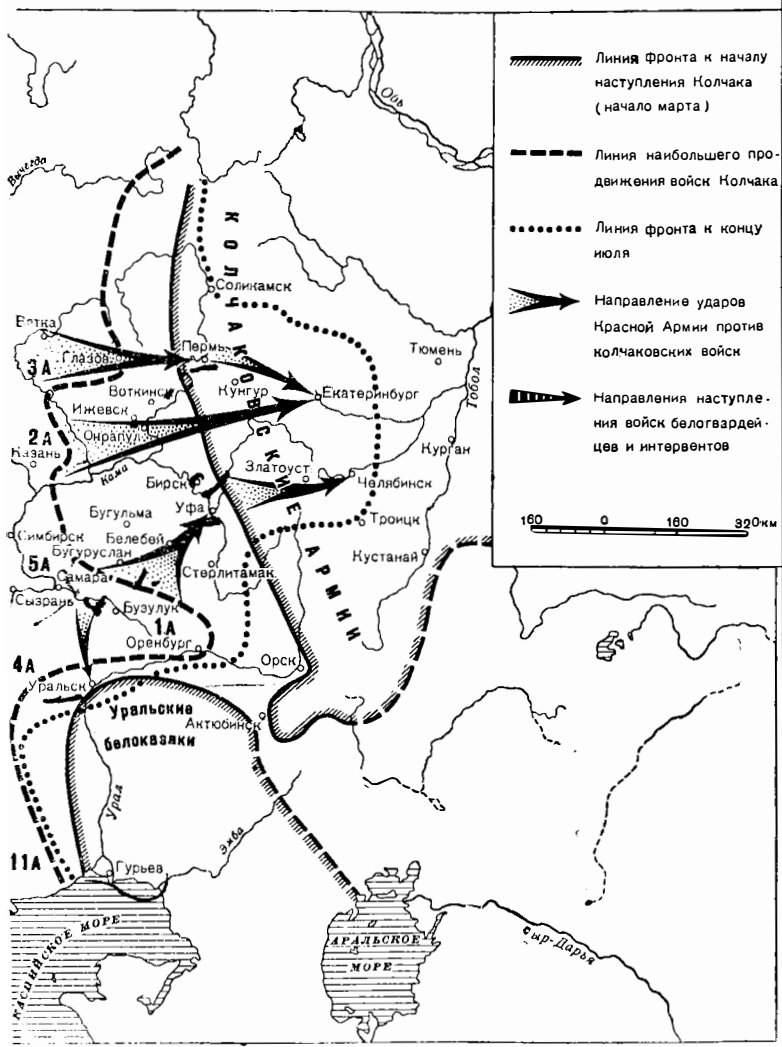 Линия фронта к началу
наступления Колчака
(начало марта)
Линия наибольшего про-
движения войск Колчака
Линия фронта к концу
июля
Направление ударов
Красной Армии против
колчаковских войск
Направления наступле-
ния войск белогвардей-
цев и интервентов
160 0 160 320 км
Обь
Вычегда
КОЛЧАКОВСКИЕ АРМИИ
Соликамск
Вятка
3А
Глазов
Пермь
Тюмень
Воткинск
Кунгур
Екатеринбург
Тобол
Ижевск
2А
Онрапул
Казань
Кама
Курган
Златоуст
Бирск
Челябинск
Уфа
Бугульма
Троицк
Симбирск
Белебей
Бугуруслан
Кустанай
5А
Самара
Стерлитамак
Сызрань
Бузулук
1А
Оренбург
4А
Орск
Уральск
Уральские
белоказаки
Актюбинск
Урал
Эмба
11А
Гурьев
КАСПИЙСКОЕ МОРЕ
АРАЛЬСКОЕ
МОРЕ
Сыр-Дарья